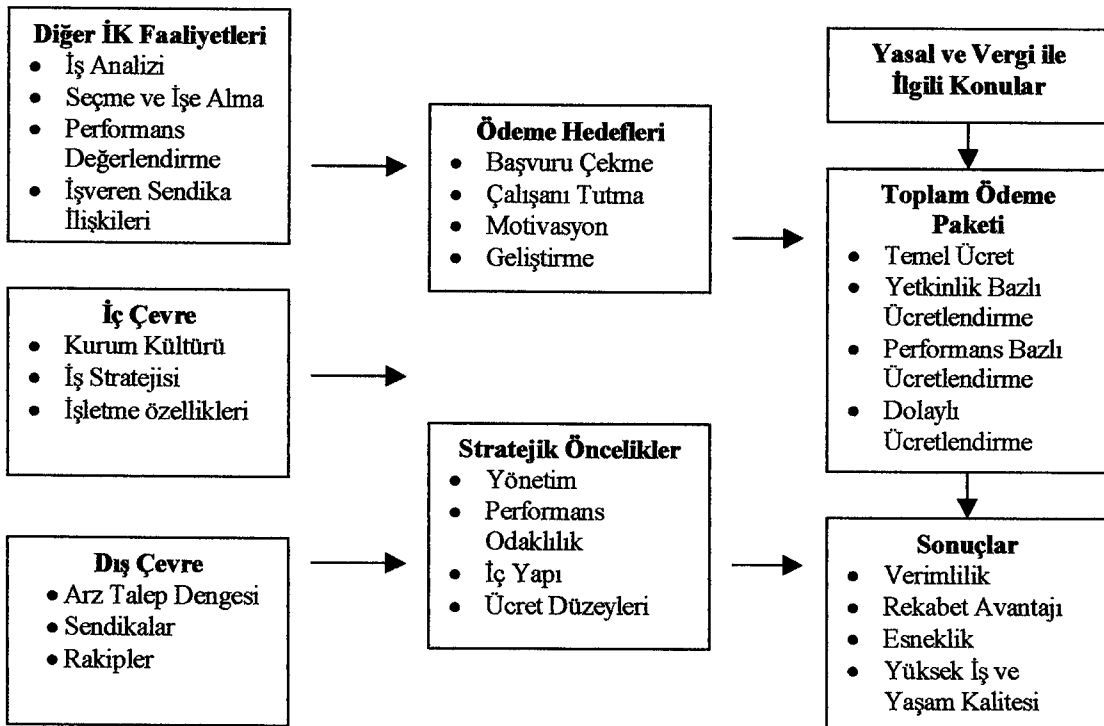 Diğer İK Faaliyetleri
• İş Analizi
• Seçme ve İşe Alma
• Performans
Değerlendirme
• İşveren Sendika
İlişkileri
İç Çevre
• Kurum Kültürü
• İş Stratejisi
• İşletme özellikleri
Dış Çevre
• Arz Talep Dengesi
• Sendikalar
• Rakipler
Ödeme Hedefleri
• Başvuru Çekme
• Çalışanı Tutma
• Motivasyon
• Geliştirme
Stratejik Öncelikler
• Yönetim
• Performans
Odaklılık
• İç Yapı
• Ücret Düzeyleri
Yasal ve Vergi ile
İlgili Konular
Toplam Ödeme
Paketi
• Temel Ücret
• Yetkinlik Bazlı
Ücretlendirme
• Performans Bazlı
Ücretlendirme
• Dolaylı
Ücretlendirme
Sonuçlar
• Verimlilik
• Rekabet Avantajı
• Esneklik
• Yüksek İş ve
Yaşam Kalitesi